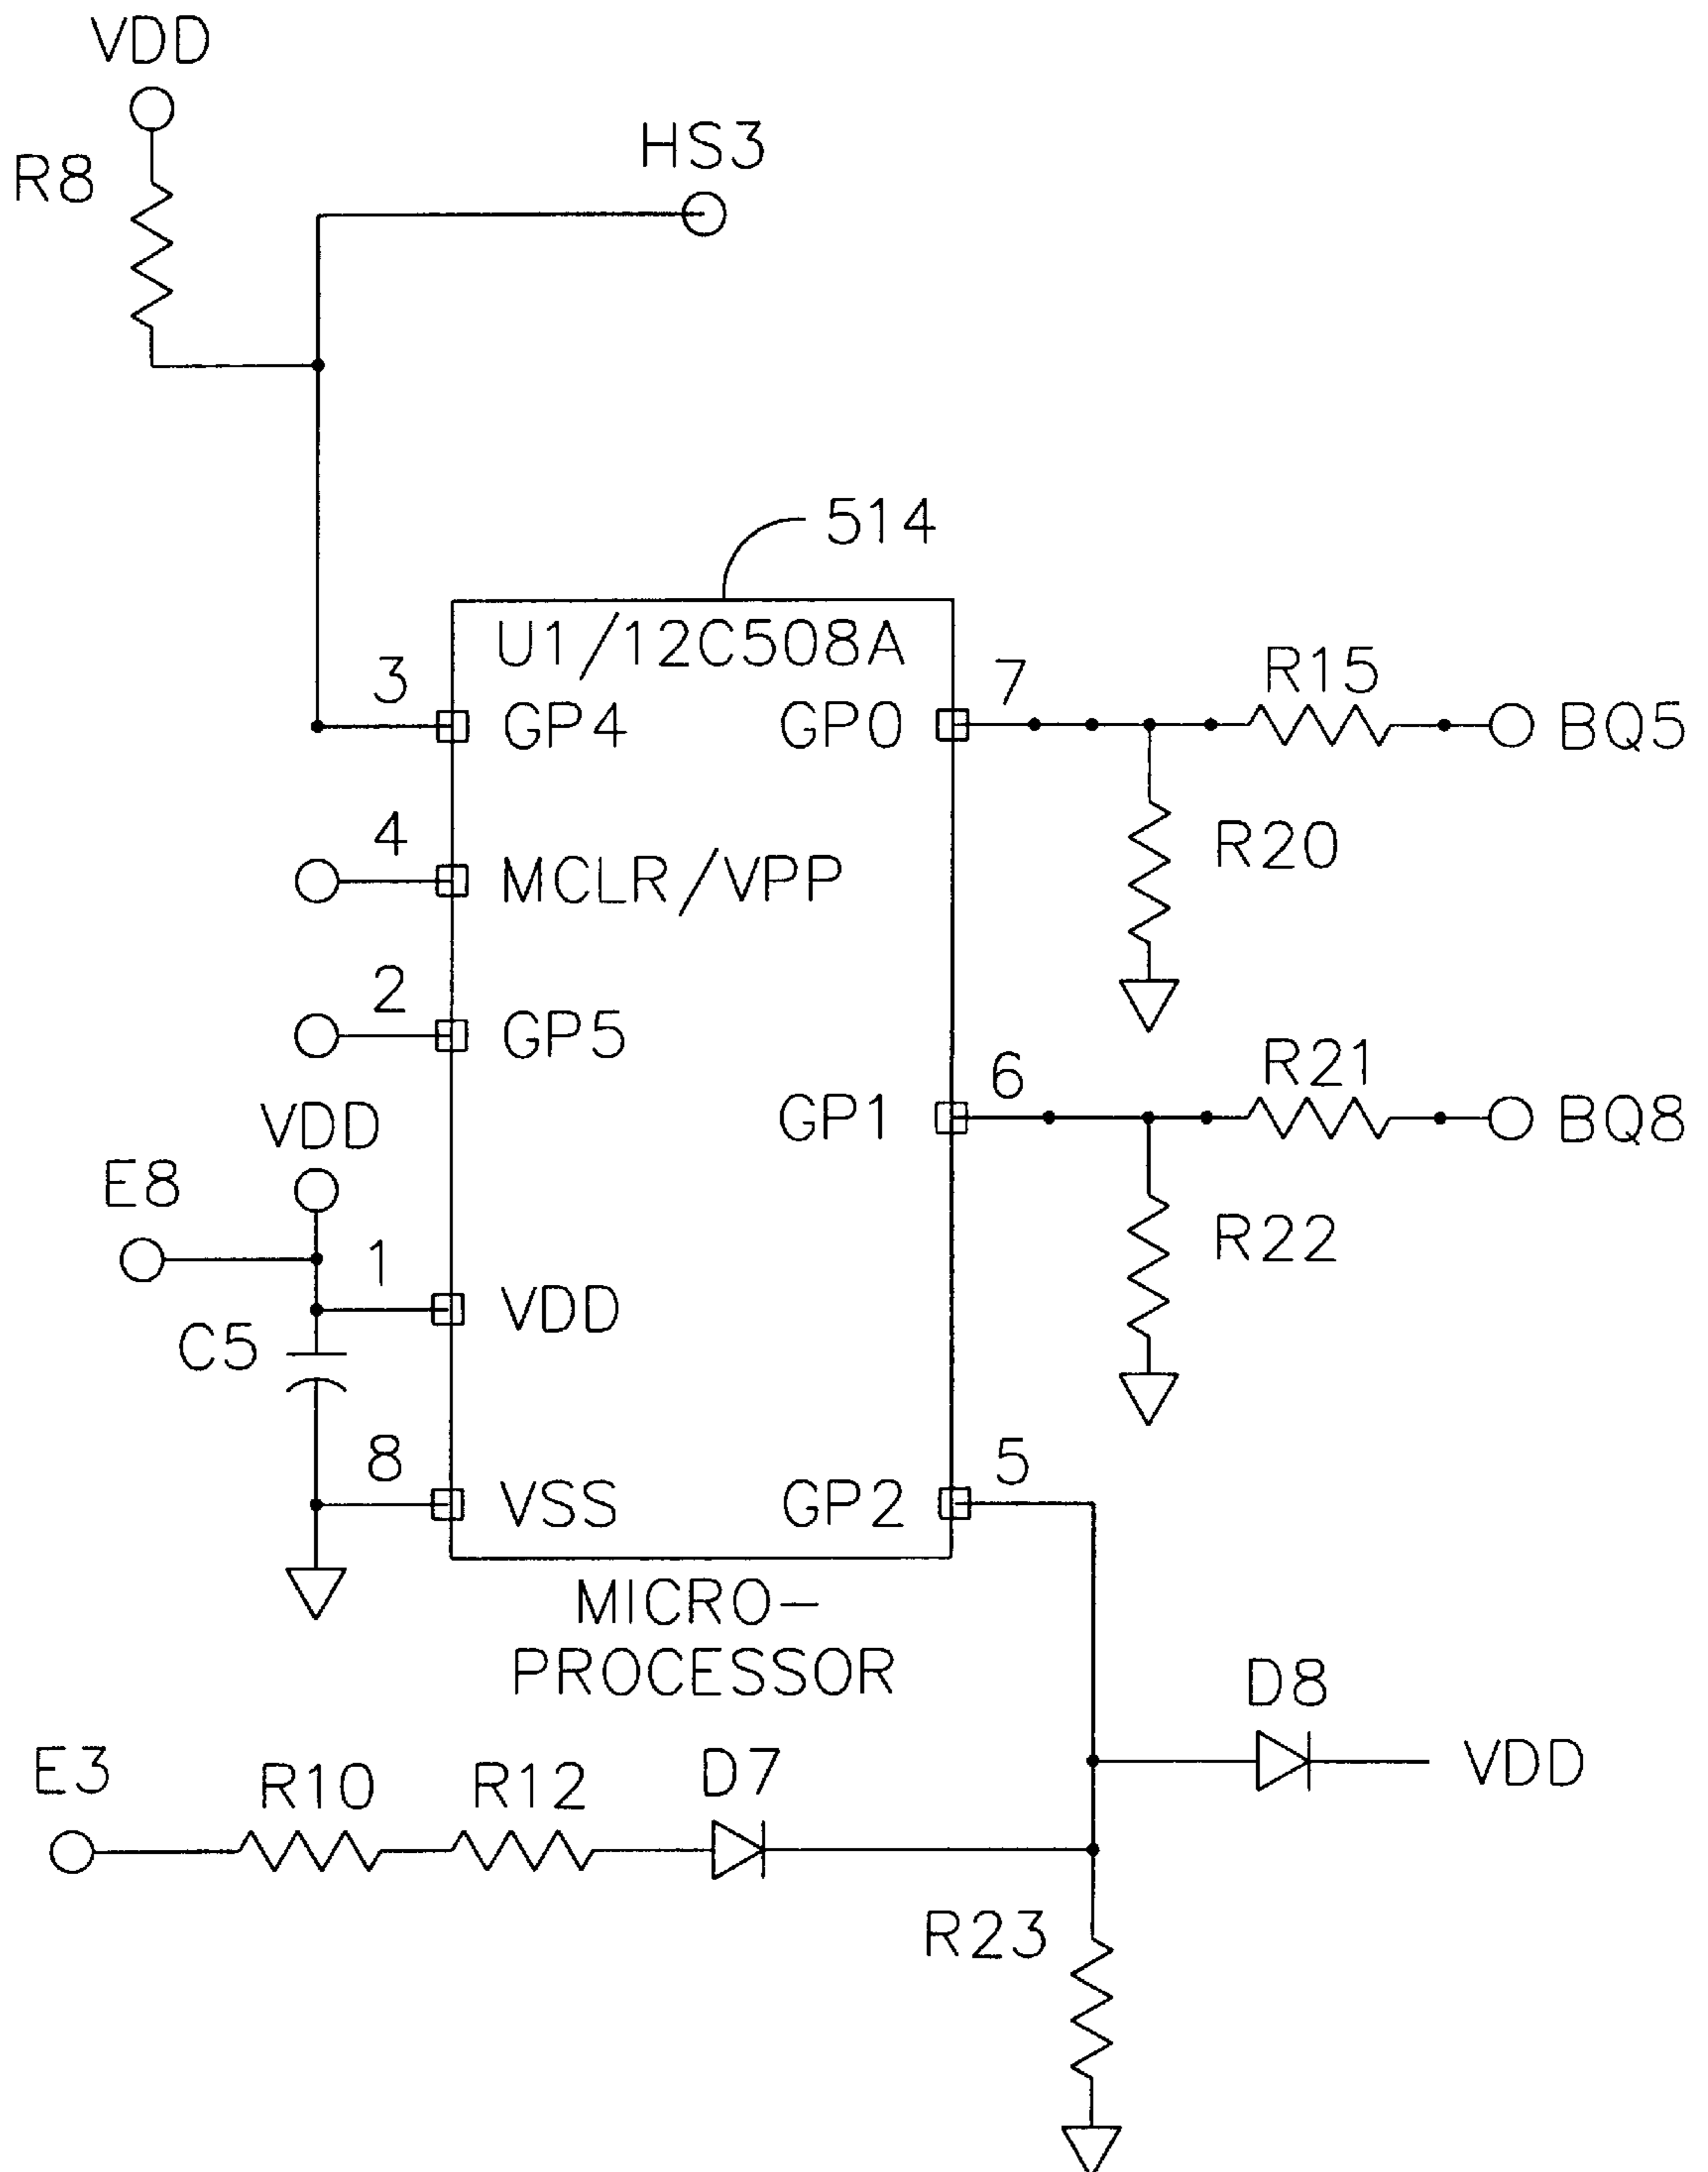 VDD
R8
HS3
514
U1/12C508A
3
GP4
GP0
7
R15
BQ5
4
MCLR/VPP
R20
2
GP5
6
GP1
R21
BQ8
VDD
E8
1
VDD
R22
C5
8
VSS
GP2
5
MICRO-
PROCESSOR
D8
VDD
E3
R10
R12
D7
R23